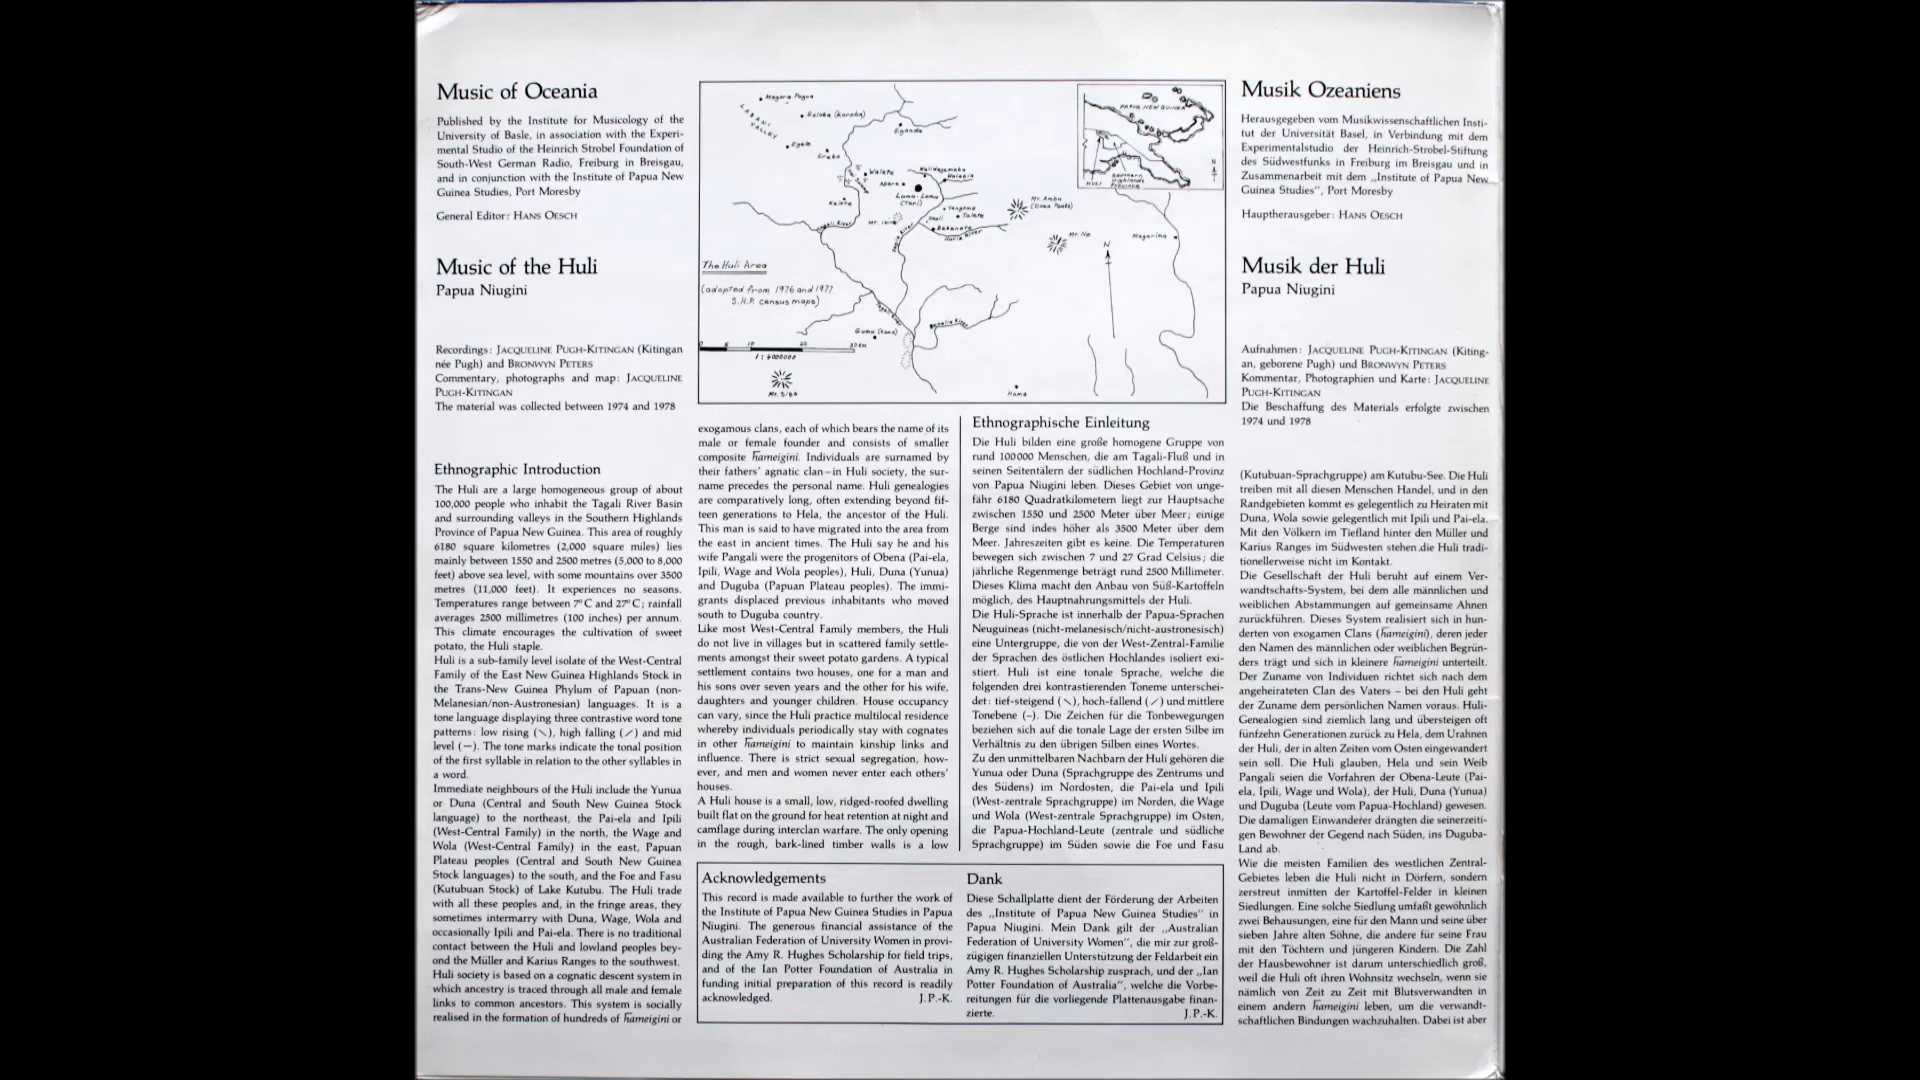 Music of Oceania
Published by the Institute for Musicology of the
University of Basle, in association with the Experi-
mental Studio of the Heinrich Strobel Foundation of
South-West German Radio, Freiburg in Breisgau,
and in conjunction with the Institute of Papua New
Guinea Studies, Port Moresby
General Editor: HANS OESCH
Music of the Huli
Papua Niugini
Recordings: JACQUELINE PUGH-KITINGAN (Kitingan
née Pugh) and BRONWYN PETERS
Commentary, photographs and map: JACQUELINE
PUGH-KITINGAN
The material was collected between 1974 and 1978
Ethnographic Introduction
The Huli are a large homogeneous group of about
100,000 people who inhabit the Tagali River Basin
and surrounding valleys in the Southern Highlands
Province of Papua New Guinea. This area of roughly
6180 square kilometres (2,000 square miles) lies
mainly between 1550 and 2500 metres (5,000 to 8,000
feet) above sea level, with some mountains over 3500
metres (11,000 feet). It experiences no seasons.
Temperatures range between 7°C and 27°C; rainfall
averages 2500 millimetres (100 inches) per annum.
This climate encourages the cultivation of sweet
potato, the Huli staple.
Huli is a sub-family level isolate of the West-Central
Family of the East New Guinea Highlands Stock in
the Trans-New Guinea Phylum of Papuan (non-
Melanesian/non-Austronesian) languages. It is a
tone language displaying three contrastive word tone
patterns: low rising (\), high falling (/) and mid
level (—). The tone marks indicate the tonal position
of the first syllable in relation to the other syllables in
a word.
Immediate neighbours of the Huli include the Yunua
or Duna (Central and South New Guinea Stock
language) to the northeast, the Pai-ela and Ipili
(West-Central Family) in the north, the Wage and
Wola (West-Central Family) in the east, Papuan
Plateau peoples (Central and South New Guinea
Stock languages) to the south, and the Foe and Fasu
(Kutubuan Stock) of Lake Kutubu. The Huli trade
with all these peoples and, in the fringe areas, they
sometimes intermarry with Duna, Wage, Wola and
occasionally Ipili and Pai-ela. There is no traditional
contact between the Huli and lowland peoples bey-
ond the Müller and Karius Ranges to the southwest.
Huli society is based on a cognatic descent system in
which ancestry is traced through all male and female
links to common ancestors. This system is socially
realised in the formation of hundreds of hameigini or
Magara Pugua
LABANI
VALLEY
Guloba (Koroba)
Eganda
Egele
Erebo
Walete
Walidagamabu
Halengia
Lumu-Lumu
(Tari)
Tangama
Talete
Dauli
Bakanate
Huria River
Tagali River
Mt. Ambu
(Doma Peaks)
Mt. Ne
Magarima
N
PAPUA NEW GUINEA
HULI
Southern
Highlands
Province
N
The Huli Area
(adapted from 1976 and 1977
S.H.P. census maps)
Tagali River
0 5 10 20 30 km
Mt. Sisa
Homa
exogamous clans, each of which bears the name of its
male or female founder and consists of smaller
composite hameigini. Individuals are surnamed by
their fathers' agnatic clan – in Huli society, the sur-
name precedes the personal name. Huli genealogies
are comparatively long, often extending beyond fif-
teen generations to Hela, the ancestor of the Huli.
This man is said to have migrated into the area from
the east in ancient times. The Huli say he and his
wife Pangali were the progenitors of Obena (Pai-ela,
Ipili, Wage and Wola peoples), Huli, Duna (Yunua)
and Duguba (Papuan Plateau peoples). The immi-
grants displaced previous inhabitants who moved
south to Duguba country.
Like most West-Central Family members, the Huli
do not live in villages but in scattered family settle-
ments amongst their sweet potato gardens. A typical
settlement contains two houses, one for a man and
his sons over seven years and the other for his wife,
daughters and younger children. House occupancy
can vary, since the Huli practice multilocal residence
whereby individuals periodically stay with cognates
in other hameigini to maintain kinship links and
influence. There is strict sexual segregation, how-
ever, and men and women never enter each others'
houses.
A Huli house is a small, low, ridged-roofed dwelling
built flat on the ground for heat retention at night and
camflage during interclan warfare. The only opening
in the rough, bark-lined timber walls is a low
Ethnographische Einleitung
Die Huli bilden eine große homogene Gruppe von
rund 100000 Menschen, die am Tagali-Fluß und in
seinen Seitentälern der südlichen Hochland-Provinz
von Papua Niugini leben. Dieses Gebiet von unge-
fähr 6180 Quadratkilometern liegt zur Hauptsache
zwischen 1550 und 2500 Meter über Meer; einige
Berge sind indes höher als 3500 Meter über dem
Meer. Jahreszeiten gibt es keine. Die Temperaturen
bewegen sich zwischen 7 und 27 Grad Celsius; die
jährliche Regenmenge beträgt rund 2500 Millimeter.
Dieses Klima macht den Anbau von Süß-Kartoffeln
möglich, des Hauptnahrungsmittels der Huli.
Die Huli-Sprache ist innerhalb der Papua-Sprachen
Neuguineas (nicht-melanesisch/nicht-austronesisch)
eine Untergruppe, die von der West-Zentral-Familie
der Sprachen des östlichen Hochlandes isoliert exi-
stiert. Huli ist eine tonale Sprache, welche die
folgenden drei kontrastierenden Toneme unterschei-
det: tief-steigend (\), hoch-fallend (/) und mittlere
Tonebene (–). Die Zeichen für die Tonbewegungen
beziehen sich auf die tonale Lage der ersten Silbe im
Verhältnis zu den übrigen Silben eines Wortes.
Zu den unmittelbaren Nachbarn der Huli gehören die
Yunua oder Duna (Sprachgruppe des Zentrums und
des Südens) im Nordosten, die Pai-ela und Ipili
(West-zentrale Sprachgruppe) im Norden, die Wage
und Wola (West-zentrale Sprachgruppe) im Osten,
die Papua-Hochland-Leute (zentrale und südliche
Sprachgruppe) im Süden sowie die Foe und Fasu
Acknowledgements
This record is made available to further the work of
the Institute of Papua New Guinea Studies in Papua
Niugini. The generous financial assistance of the
Australian Federation of University Women in provi-
ding the Amy R. Hughes Scholarship for field trips,
and of the Ian Potter Foundation of Australia in
funding initial preparation of this record is readily
acknowledged. J.P.-K.
Dank
Diese Schallplatte dient der Förderung der Arbeiten
des „Institute of Papua New Guinea Studies" in
Papua Niugini. Mein Dank gilt der „Australian
Federation of University Women", die mir zur groß-
zügigen finanziellen Unterstützung der Feldarbeit ein
Amy R. Hughes Scholarship zusprach, und der „Ian
Potter Foundation of Australia", welche die Vorbe-
reitungen für die vorliegende Plattenausgabe finan-
zierte. J.P.-K.
Musik Ozeaniens
Herausgegeben vom Musikwissenschaftlichen Insti-
tut der Universität Basel, in Verbindung mit dem
Experimentalstudio der Heinrich-Strobel-Stiftung
des Südwestfunks in Freiburg im Breisgau und in
Zusammenarbeit mit dem „Institute of Papua New
Guinea Studies", Port Moresby
Hauptherausgeber: HANS OESCH
Musik der Huli
Papua Niugini
Aufnahmen: JACQUELINE PUGH-KITINGAN (Kiting-
an, geborene Pugh) und BRONWYN PETERS
Kommentar, Photographien und Karte: JACQUELINE
PUGH-KITINGAN
Die Beschaffung des Materials erfolgte zwischen
1974 und 1978
(Kutubuan-Sprachgruppe) am Kutubu-See. Die Huli
treiben mit all diesen Menschen Handel, und in den
Randgebieten kommt es gelegentlich zu Heiraten mit
Duna, Wola sowie gelegentlich mit Ipili und Pai-ela.
Mit den Völkern im Tiefland hinter den Müller und
Karius Ranges im Südwesten stehen die Huli tradi-
tionellerweise nicht im Kontakt.
Die Gesellschaft der Huli beruht auf einem Ver-
wandtschafts-System, bei dem alle männlichen und
weiblichen Abstammungen auf gemeinsame Ahnen
zurückführen. Dieses System realisiert sich in hun-
derten von exogamen Clans (hameigini), deren jeder
den Namen des männlichen oder weiblichen Begrün-
ders trägt und sich in kleinere hameigini unterteilt.
Der Zuname von Individuen richtet sich nach dem
angeheirateten Clan des Vaters – bei den Huli geht
der Zuname dem persönlichen Namen voraus. Huli-
Genealogien sind ziemlich lang und übersteigen oft
fünfzehn Generationen zurück zu Hela, dem Urahnen
der Huli, der in alten Zeiten vom Osten eingewandert
sein soll. Die Huli glauben, Hela und sein Weib
Pangali seien die Vorfahren der Obena-Leute (Pai-
ela, Ipili, Wage und Wola), der Huli, Duna (Yunua)
und Duguba (Leute vom Papua-Hochland) gewesen.
Die damaligen Einwanderer drängten die seinerzeiti-
gen Bewohner der Gegend nach Süden, ins Duguba-
Land ab.
Wie die meisten Familien des westlichen Zentral-
Gebietes leben die Huli nicht in Dörfern, sondern
zerstreut inmitten der Kartoffel-Felder in kleinen
Siedlungen. Eine solche Siedlung umfaßt gewöhnlich
zwei Behausungen, eine für den Mann und seine über
sieben Jahre alten Söhne, die andere für seine Frau
mit den Töchtern und jüngeren Kindern. Die Zahl
der Hausbewohner ist darum unterschiedlich groß,
weil die Huli oft ihren Wohnsitz wechseln, wenn sie
nämlich von Zeit zu Zeit mit Blutsverwandten in
einem andern hameigini leben, um die verwandt-
schaftlichen Bindungen wachzuhalten. Dabei ist aber